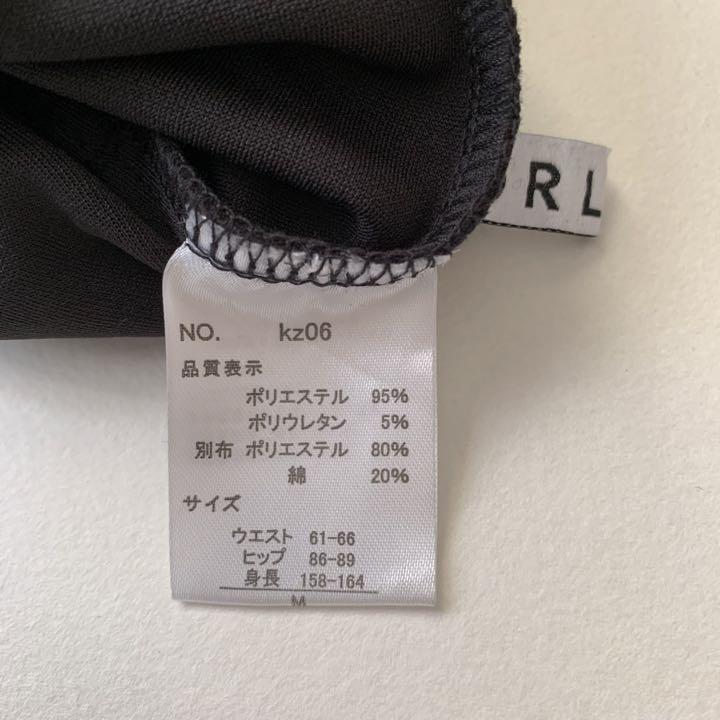 RL
NO. kz06
品質表示
ポリエステル 95%
ポリウレタン 5%
別布 ポリエステル 80%
綿 20%
サイズ
ウエスト 61-66
ヒップ 86-89
身長 158-164
M